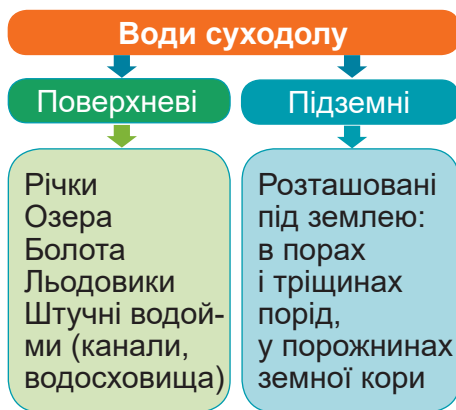 Води суходолу
Поверхневі
Підземні
Річки
Озера
Болота
Льодовики
Штучні водой-
ми (канали,
водосховища)
Розташовані
під землею:
в порах
і тріщинах
порід,
у порожнинах
земної кори